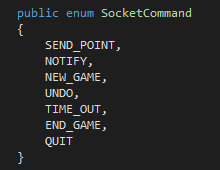 public enum SocketCommand
{
SEND_POINT,
NOTIFY,
NEW_GAME,
UNDO,
TIME_OUT,
END_GAME,
QUIT
}